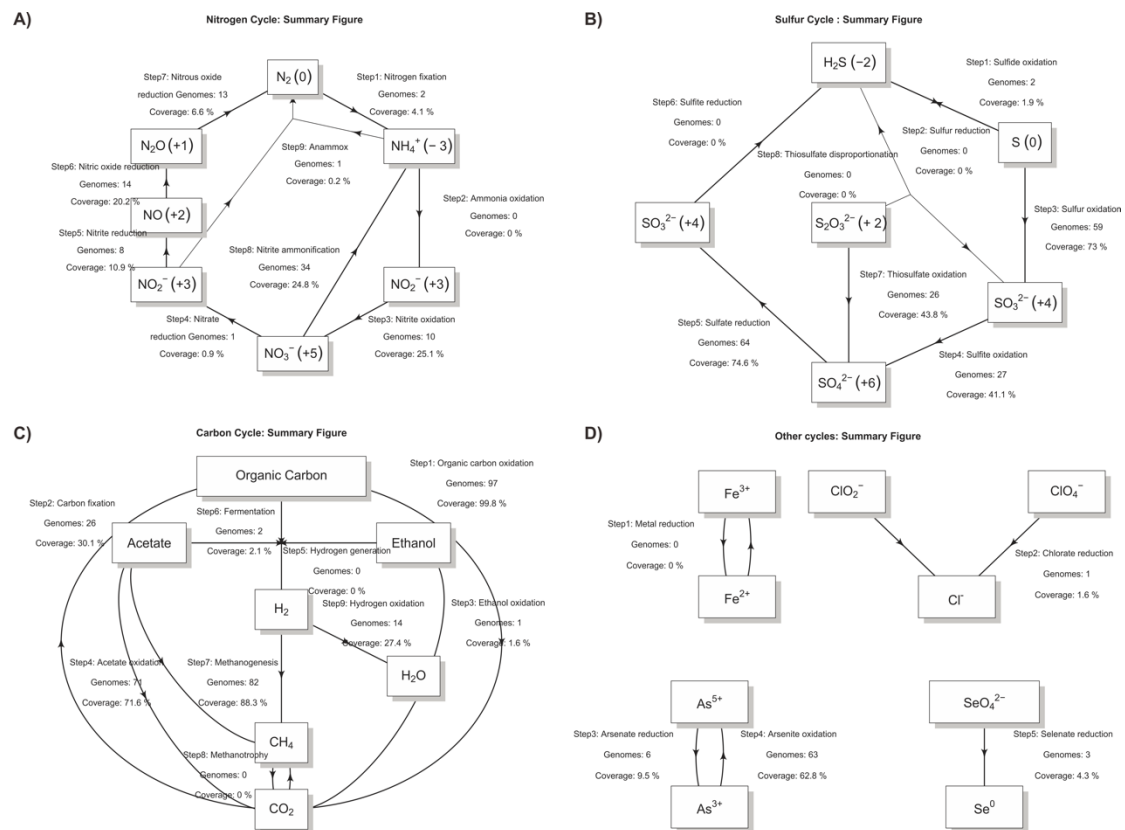 A)
Nitrogen Cycle: Summary Figure
N₂ (0)
Step7: Nitrous oxide
reduction Genomes: 13
Coverage: 6.6 %
Step1: Nitrogen fixation
Genomes: 2
Coverage: 4.1 %
N₂O (+1)
Step9: Anammox
Genomes: 1
Coverage: 0.2 %
NH₄⁺ (− 3)
Step6: Nitric oxide reduction
Genomes: 14
Coverage: 20.2 %
NO (+2)
Step2: Ammonia oxidation
Genomes: 0
Coverage: 0 %
Step5: Nitrite reduction
Genomes: 8
Coverage: 10.9 %
Step8: Nitrite ammonification
Genomes: 34
Coverage: 24.8 %
NO₂⁻ (+3)
NO₂⁻ (+3)
Step4: Nitrate
reduction Genomes: 1
Coverage: 0.9 %
NO₃⁻ (+5)
Step3: Nitrite oxidation
Genomes: 10
Coverage: 25.1 %
B)
Sulfur Cycle : Summary Figure
H₂S (−2)
Step1: Sulfide oxidation
Genomes: 2
Coverage: 1.9 %
Step6: Sulfite reduction
Genomes: 0
Coverage: 0 %
Step2: Sulfur reduction
Genomes: 0
Coverage: 0 %
S (0)
Step8: Thiosulfate disproportionation
Genomes: 0
Coverage: 0 %
SO₃²⁻ (+4)
S₂O₃²⁻ (+ 2)
Step3: Sulfur oxidation
Genomes: 59
Coverage: 73 %
Step7: Thiosulfate oxidation
Genomes: 26
Coverage: 43.8 %
SO₃²⁻ (+4)
Step5: Sulfate reduction
Genomes: 64
Coverage: 74.6 %
SO₄²⁻ (+6)
Step4: Sulfite oxidation
Genomes: 27
Coverage: 41.1 %
C)
Carbon Cycle: Summary Figure
Organic Carbon
Step1: Organic carbon oxidation
Genomes: 97
Coverage: 99.8 %
Step2: Carbon fixation
Genomes: 26
Coverage: 30.1 %
Step6: Fermentation
Genomes: 2
Coverage: 2.1 %
Acetate
Ethanol
Step5: Hydrogen generation
Genomes: 0
Coverage: 0 %
H₂
Step9: Hydrogen oxidation
Genomes: 14
Coverage: 27.4 %
Step3: Ethanol oxidation
Genomes: 1
Coverage: 1.6 %
Step4: Acetate oxidation
Genomes: 71
Coverage: 71.6 %
Step7: Methanogenesis
Genomes: 82
Coverage: 88.3 %
H₂O
CH₄
Step8: Methanotrophy
Genomes: 0
Coverage: 0 %
CO₂
D)
Other cycles: Summary Figure
Fe³⁺
ClO₂⁻
ClO₄⁻
Step1: Metal reduction
Genomes: 0
Coverage: 0 %
Step2: Chlorate reduction
Genomes: 1
Coverage: 1.6 %
Fe²⁺
Cl⁻
As⁵⁺
SeO₄²⁻
Step3: Arsenate reduction
Genomes: 6
Coverage: 9.5 %
Step4: Arsenite oxidation
Genomes: 63
Coverage: 62.8 %
Step5: Selenate reduction
Genomes: 3
Coverage: 4.3 %
As³⁺
Se⁰